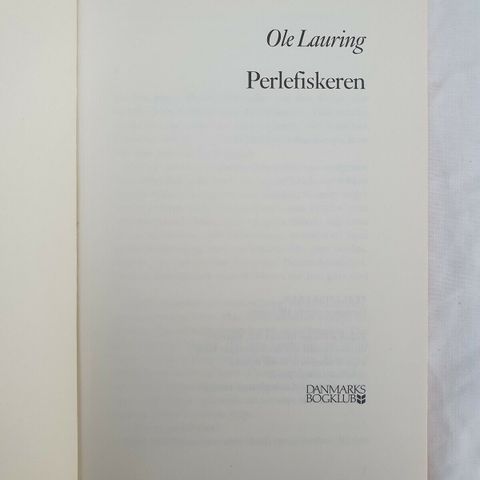 Ole Lauring
Perlefiskeren
DANMARKS
BOGKLUB